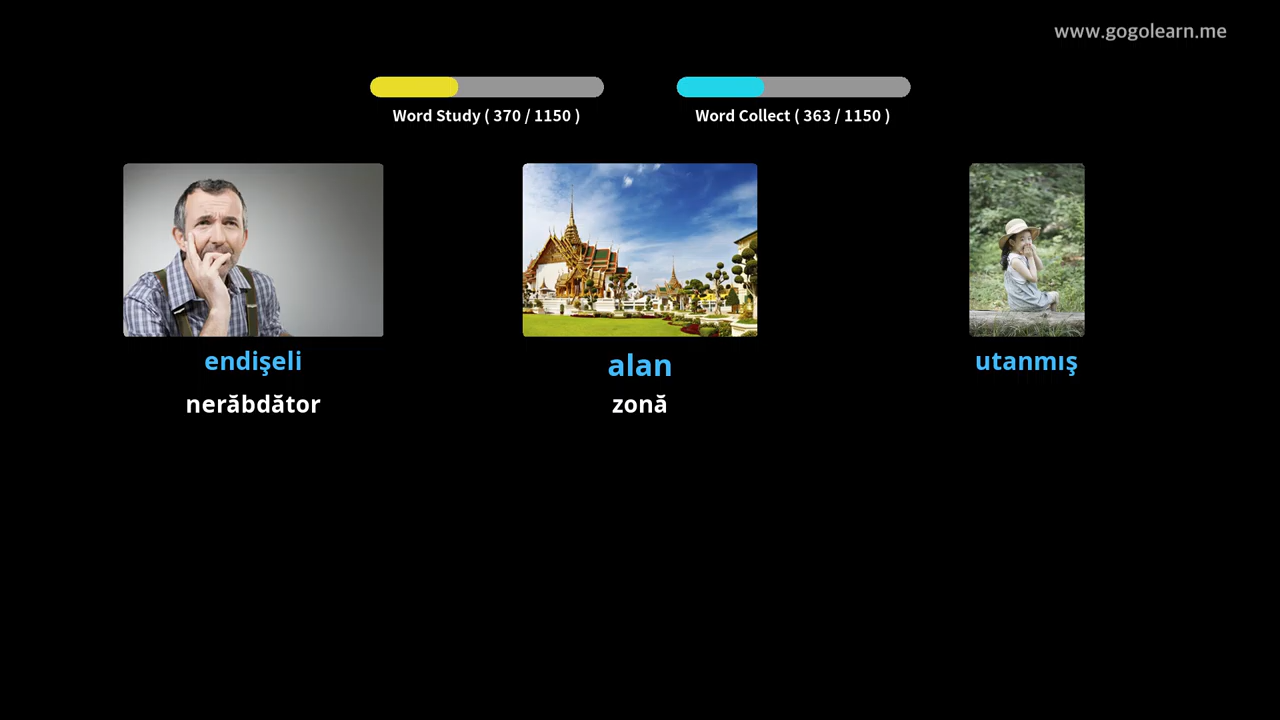 www.gogolearn.me
Word Study ( 370 / 1150 )
Word Collect ( 363 / 1150 )
endişeli
alan
utanmış
nerăbdător
zonă